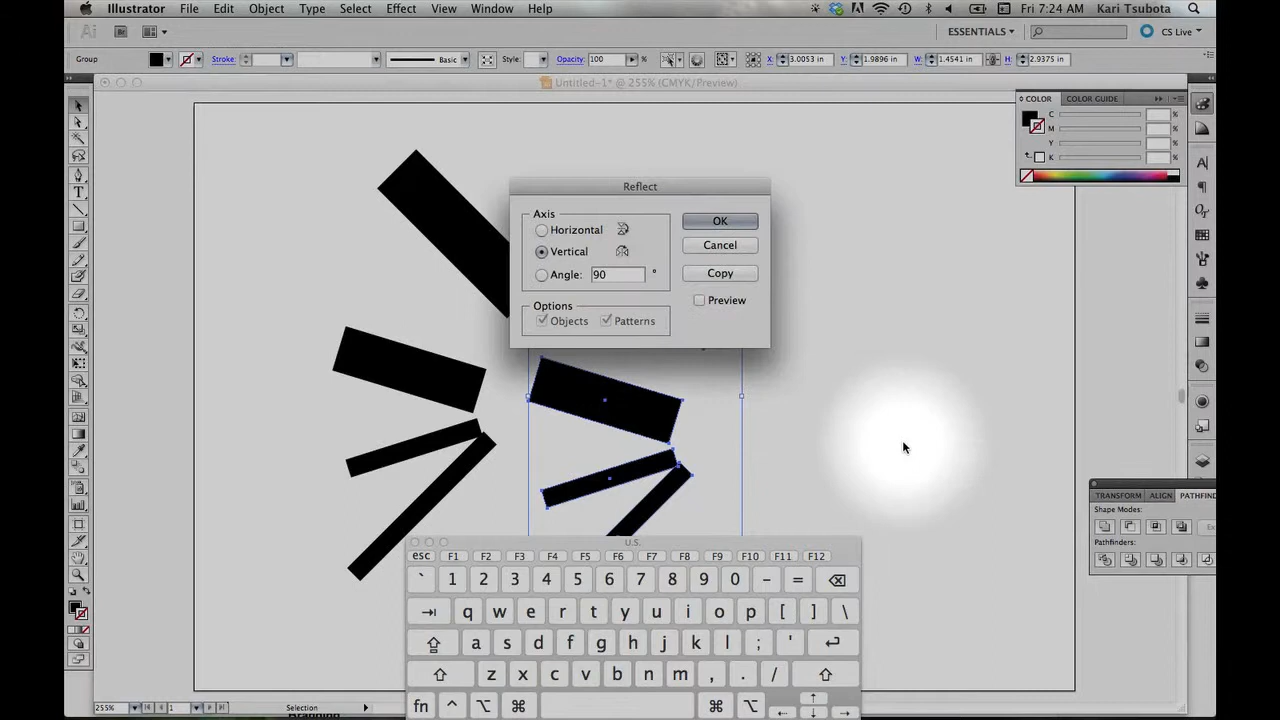 Illustrator File Edit Object Type Select Effect View Window Help Fri 7:24 AM Kari Tsubota
Ai Br ESSENTIALS CS Live
Group Stroke: Basic Style: Opacity: 100 % X: 3.0053 in Y: 1.9896 in W: 1.4541 in H: 2.9375 in
Untitled-1* @ 255% (CMYK/Preview)
COLOR COLOR GUIDE
C %
M %
Y %
K %
Reflect
Axis
Horizontal
Vertical
Angle: 90 °
OK
Cancel
Copy
Preview
Options
Objects Patterns
TRANSFORM ALIGN PATHFIN
Shape Modes:
Ex
Pathfinders:
U.S.
esc F1 F2 F3 F4 F5 F6 F7 F8 F9 F10 F11 F12
` 1 2 3 4 5 6 7 8 9 0 - =
q w e r t y u i o p [ ] \
a s d f g h j k l ; '
z x c v b n m , . /
fn ^ ⌥ ⌘ ⌘ ⌥
255% 1 Selection